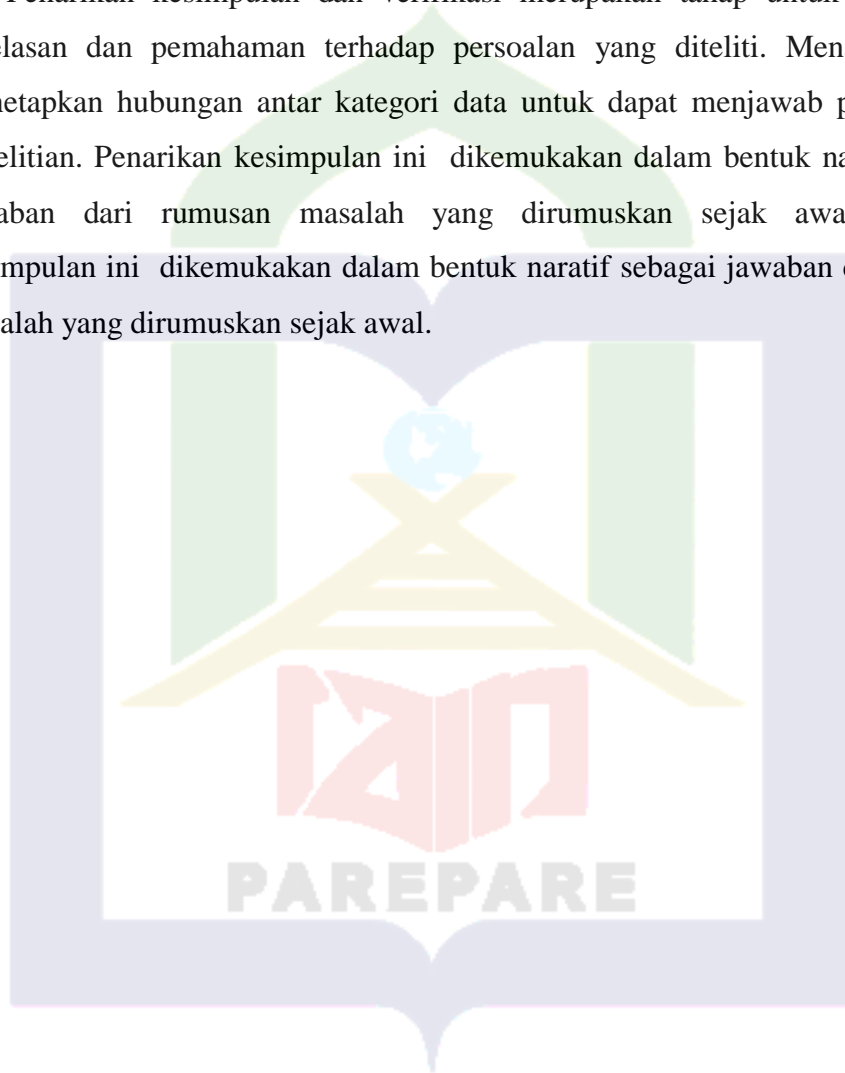 Penarikan kesimpulan dan verifikasi merupakan tahap untuk
elasan dan pemahaman terhadap persoalan yang diteliti. Men
netapkan hubungan antar kategori data untuk dapat menjawab p
elitian. Penarikan kesimpulan ini dikemukakan dalam bentuk na
aban dari rumusan masalah yang dirumuskan sejak awa
mpulan ini dikemukakan dalam bentuk naratif sebagai jawaban
alah yang dirumuskan sejak awal.
iain
PAREPARE